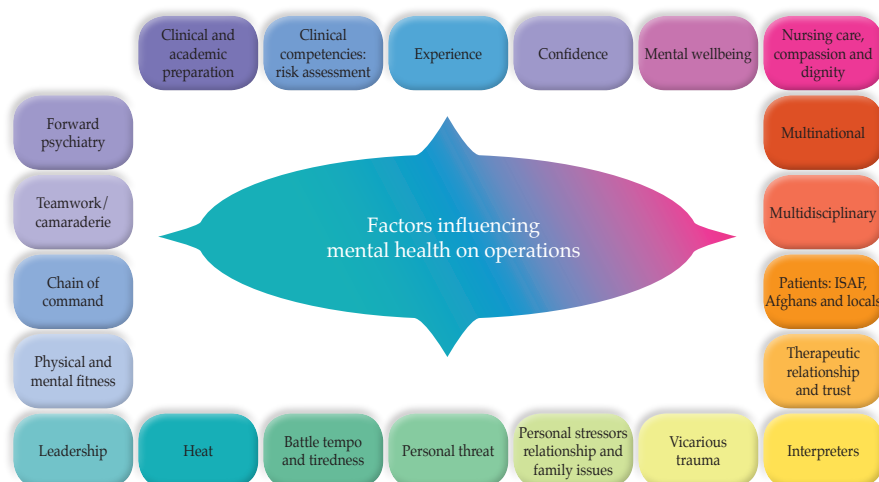 Clinical and
academic
preparation
Clinical
competencies:
risk assessment
Experience
Confidence
Mental wellbeing
Nursing care,
compassion and
dignity
Forward
psychiatry
Multinational
Teamwork/
camaraderie
Multidisciplinary
Factors influencing
mental health on operations
Chain of
command
Patients: ISAF,
Afghans and locals
Physical and
mental fitness
Therapeutic
relationship
and trust
Leadership
Heat
Battle tempo
and tiredness
Personal threat
Personal stressors
relationship and
family issues
Vicarious
trauma
Interpreters